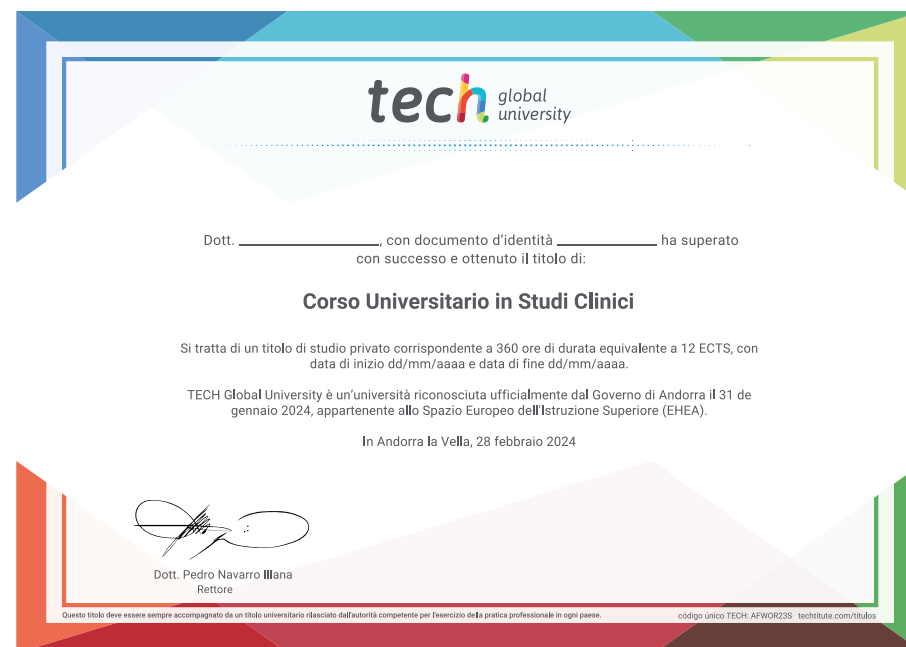 tech global university
Dott. ____________, con documento d'identità ____________ ha superato
con successo e ottenuto il titolo di:
Corso Universitario in Studi Clinici
Si tratta di un titolo di studio privato corrispondente a 360 ore di durata equivalente a 12 ECTS, con
data di inizio dd/mm/aaaa e data di fine dd/mm/aaaa.
TECH Global University è un'università riconosciuta ufficialmente dal Governo di Andorra il 31 de
gennaio 2024, appartenente allo Spazio Europeo dell'Istruzione Superiore (EHEA).
In Andorra la Vella, 28 febbraio 2024
Dott. Pedro Navarro Illana
Rettore
Questo titolo deve essere sempre accompagnato da un titolo universitario rilasciato dall'autorità competente per l'esercizio della pratica professionale in ogni paese.
código único TECH: AFWOR23S techtitute.com/titulos